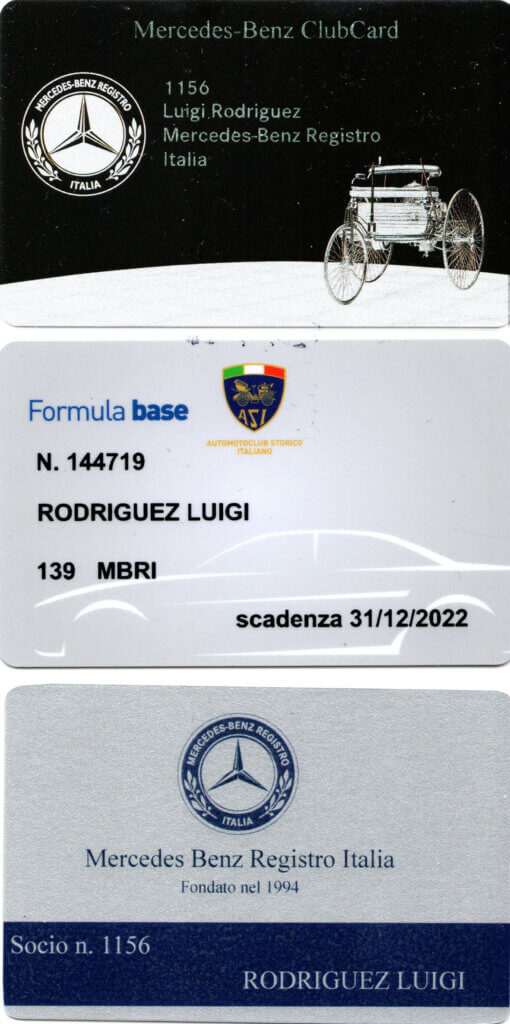 Mercedes-Benz ClubCard
MERCEDES-BENZ REGISTRO
ITALIA
1156
Luigi Rodriguez
Mercedes-Benz Registro
Italia
Formula base
ASI
AUTOMOTOCLUB STORICO
ITALIANO
N. 144719
RODRIGUEZ LUIGI
139 MBRI
scadenza 31/12/2022
MERCEDES-BENZ REGISTRO
ITALIA
Mercedes Benz Registro Italia
Fondato nel 1994
Socio n. 1156
RODRIGUEZ LUIGI